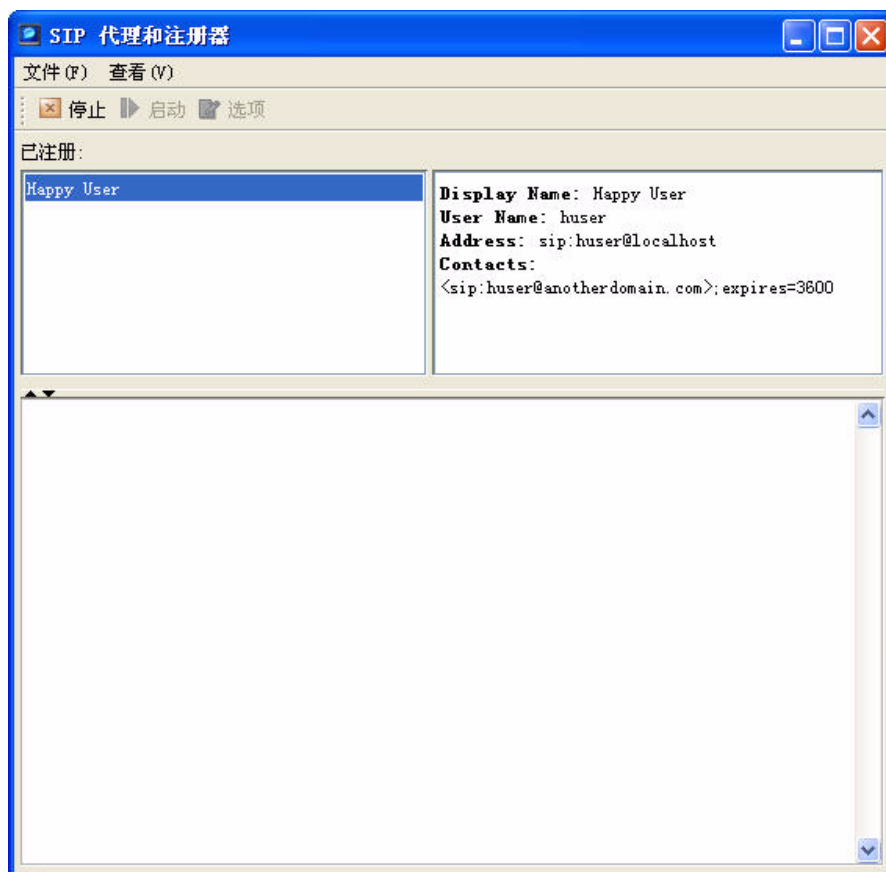 SIP 代理和注册器
文件(F) 查看(V)
停止 启动 选项
已注册:
Happy User
Display Name: Happy User
User Name: huser
Address: sip:huser@localhost
Contacts:
<sip:huser@anotherdomain.com>;expires=3600